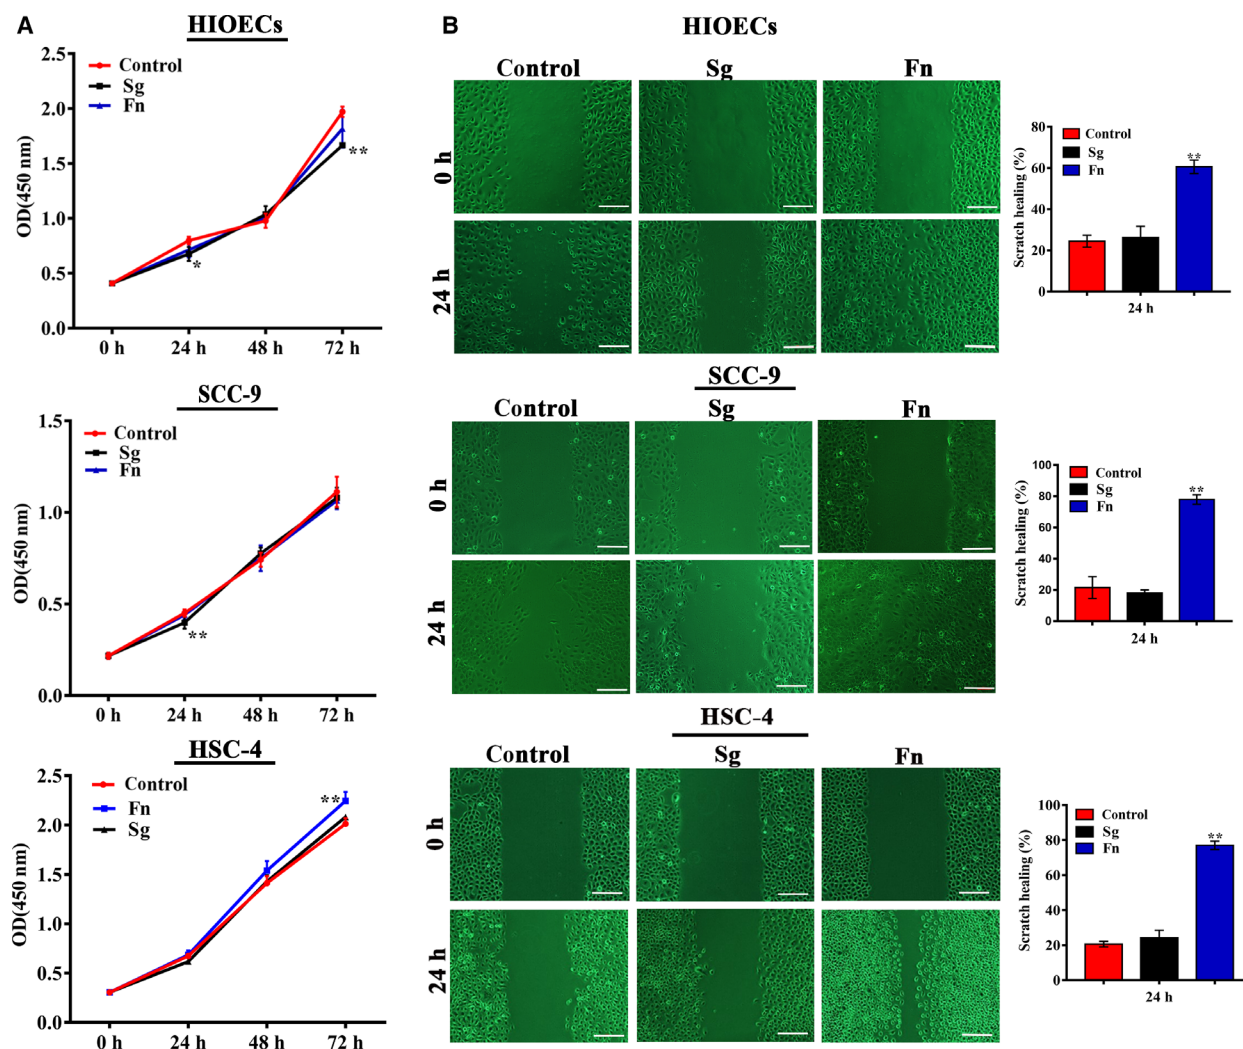 A
HIOECs
2.5
2.0
1.5
1.0
0.5
0.0
OD(450 nm)
Control
Sg
Fn
*
**
0 h 24 h 48 h 72 h
SCC-9
1.5
1.0
0.5
0.0
OD(450 nm)
Control
Sg
Fn
**
0 h 24 h 48 h 72 h
HSC-4
2.5
2.0
1.5
1.0
0.5
0.0
OD(450 nm)
Control
Fn
Sg
**
0 h 24 h 48 h 72 h
B
HIOECs
Control Sg Fn
0 h
24 h
80
60
40
20
0
Scratch healing (%)
Control
Sg
Fn
**
24 h
SCC-9
Control Sg Fn
0 h
24 h
100
80
60
40
20
0
Scratch healing (%)
Control
Sg
Fn
**
24 h
HSC-4
Control Sg Fn
0 h
24 h
100
80
60
40
20
0
Scratch healing (%)
Control
Sg
Fn
**
24 h